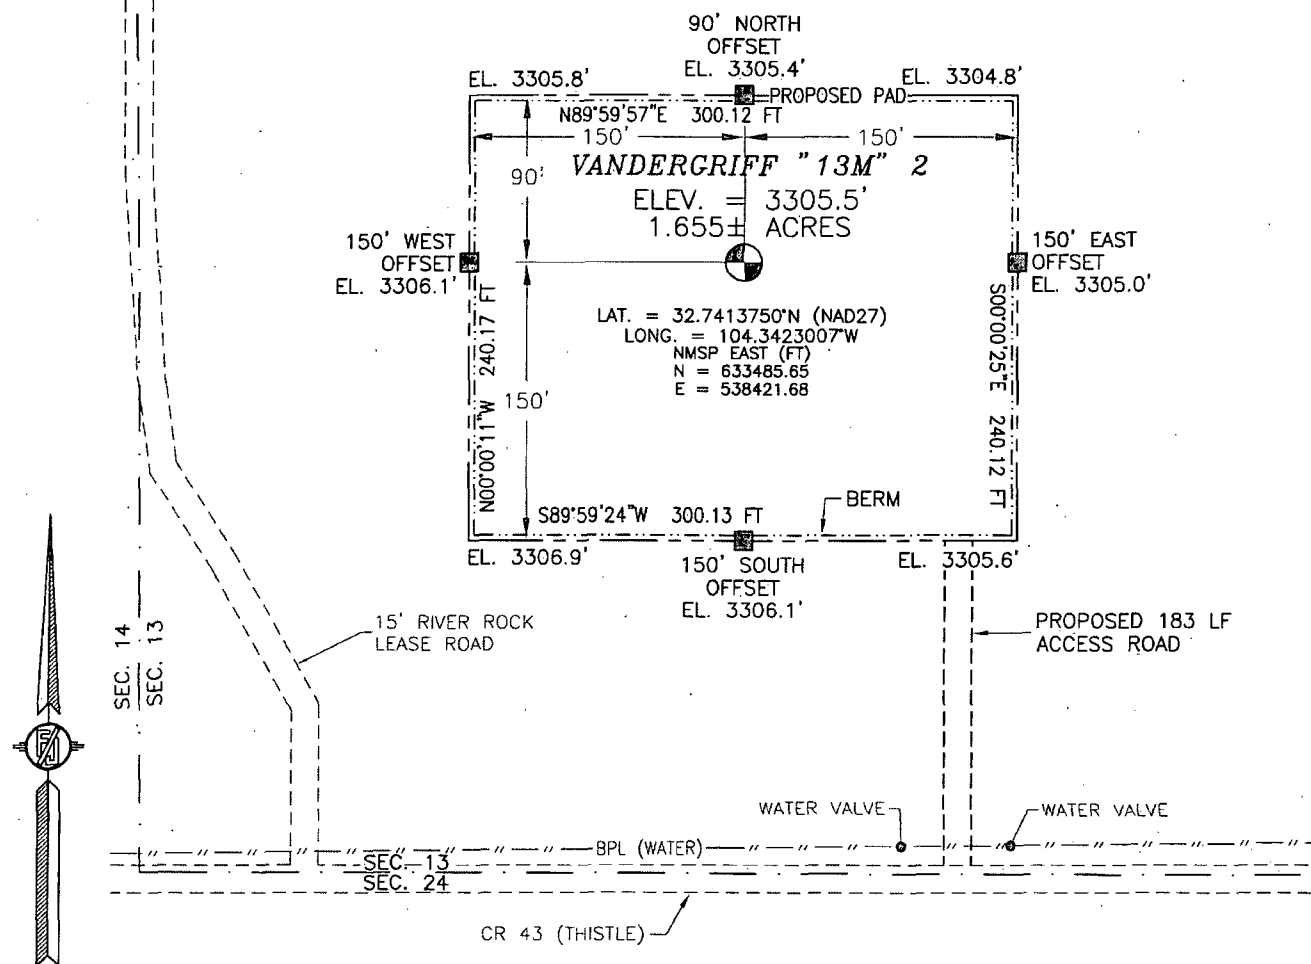 90' NORTH
OFFSET
EL. 3305.4'
EL. 3305.8'
EL. 3304.8'
PROPOSED PAD
N89°59'57"E 300.12 FT
150'
150'
VANDERGRIFF "13M" 2
90'
ELEV. = 3305.5'
1.655± ACRES
150' WEST
OFFSET
EL. 3306.1'
150' EAST
OFFSET
EL. 3305.0'
LAT. = 32.7413750°N (NAD27)
LONG. = 104.3423007°W
NMSP EAST (FT)
N = 633485.65
E = 538421.68
N00°00'11"W 240.17 FT
S00°00'25"E 240.12 FT
150'
BERM
S89°59'24"W 300.13 FT
EL. 3306.9'
EL. 3305.6'
150' SOUTH
OFFSET
EL. 3306.1'
15' RIVER ROCK
LEASE ROAD
PROPOSED 183 LF
ACCESS ROAD
SEC. 14
SEC. 13
WATER VALVE
WATER VALVE
BPL (WATER)
SEC. 13
SEC. 24
CR 43 (THISTLE)